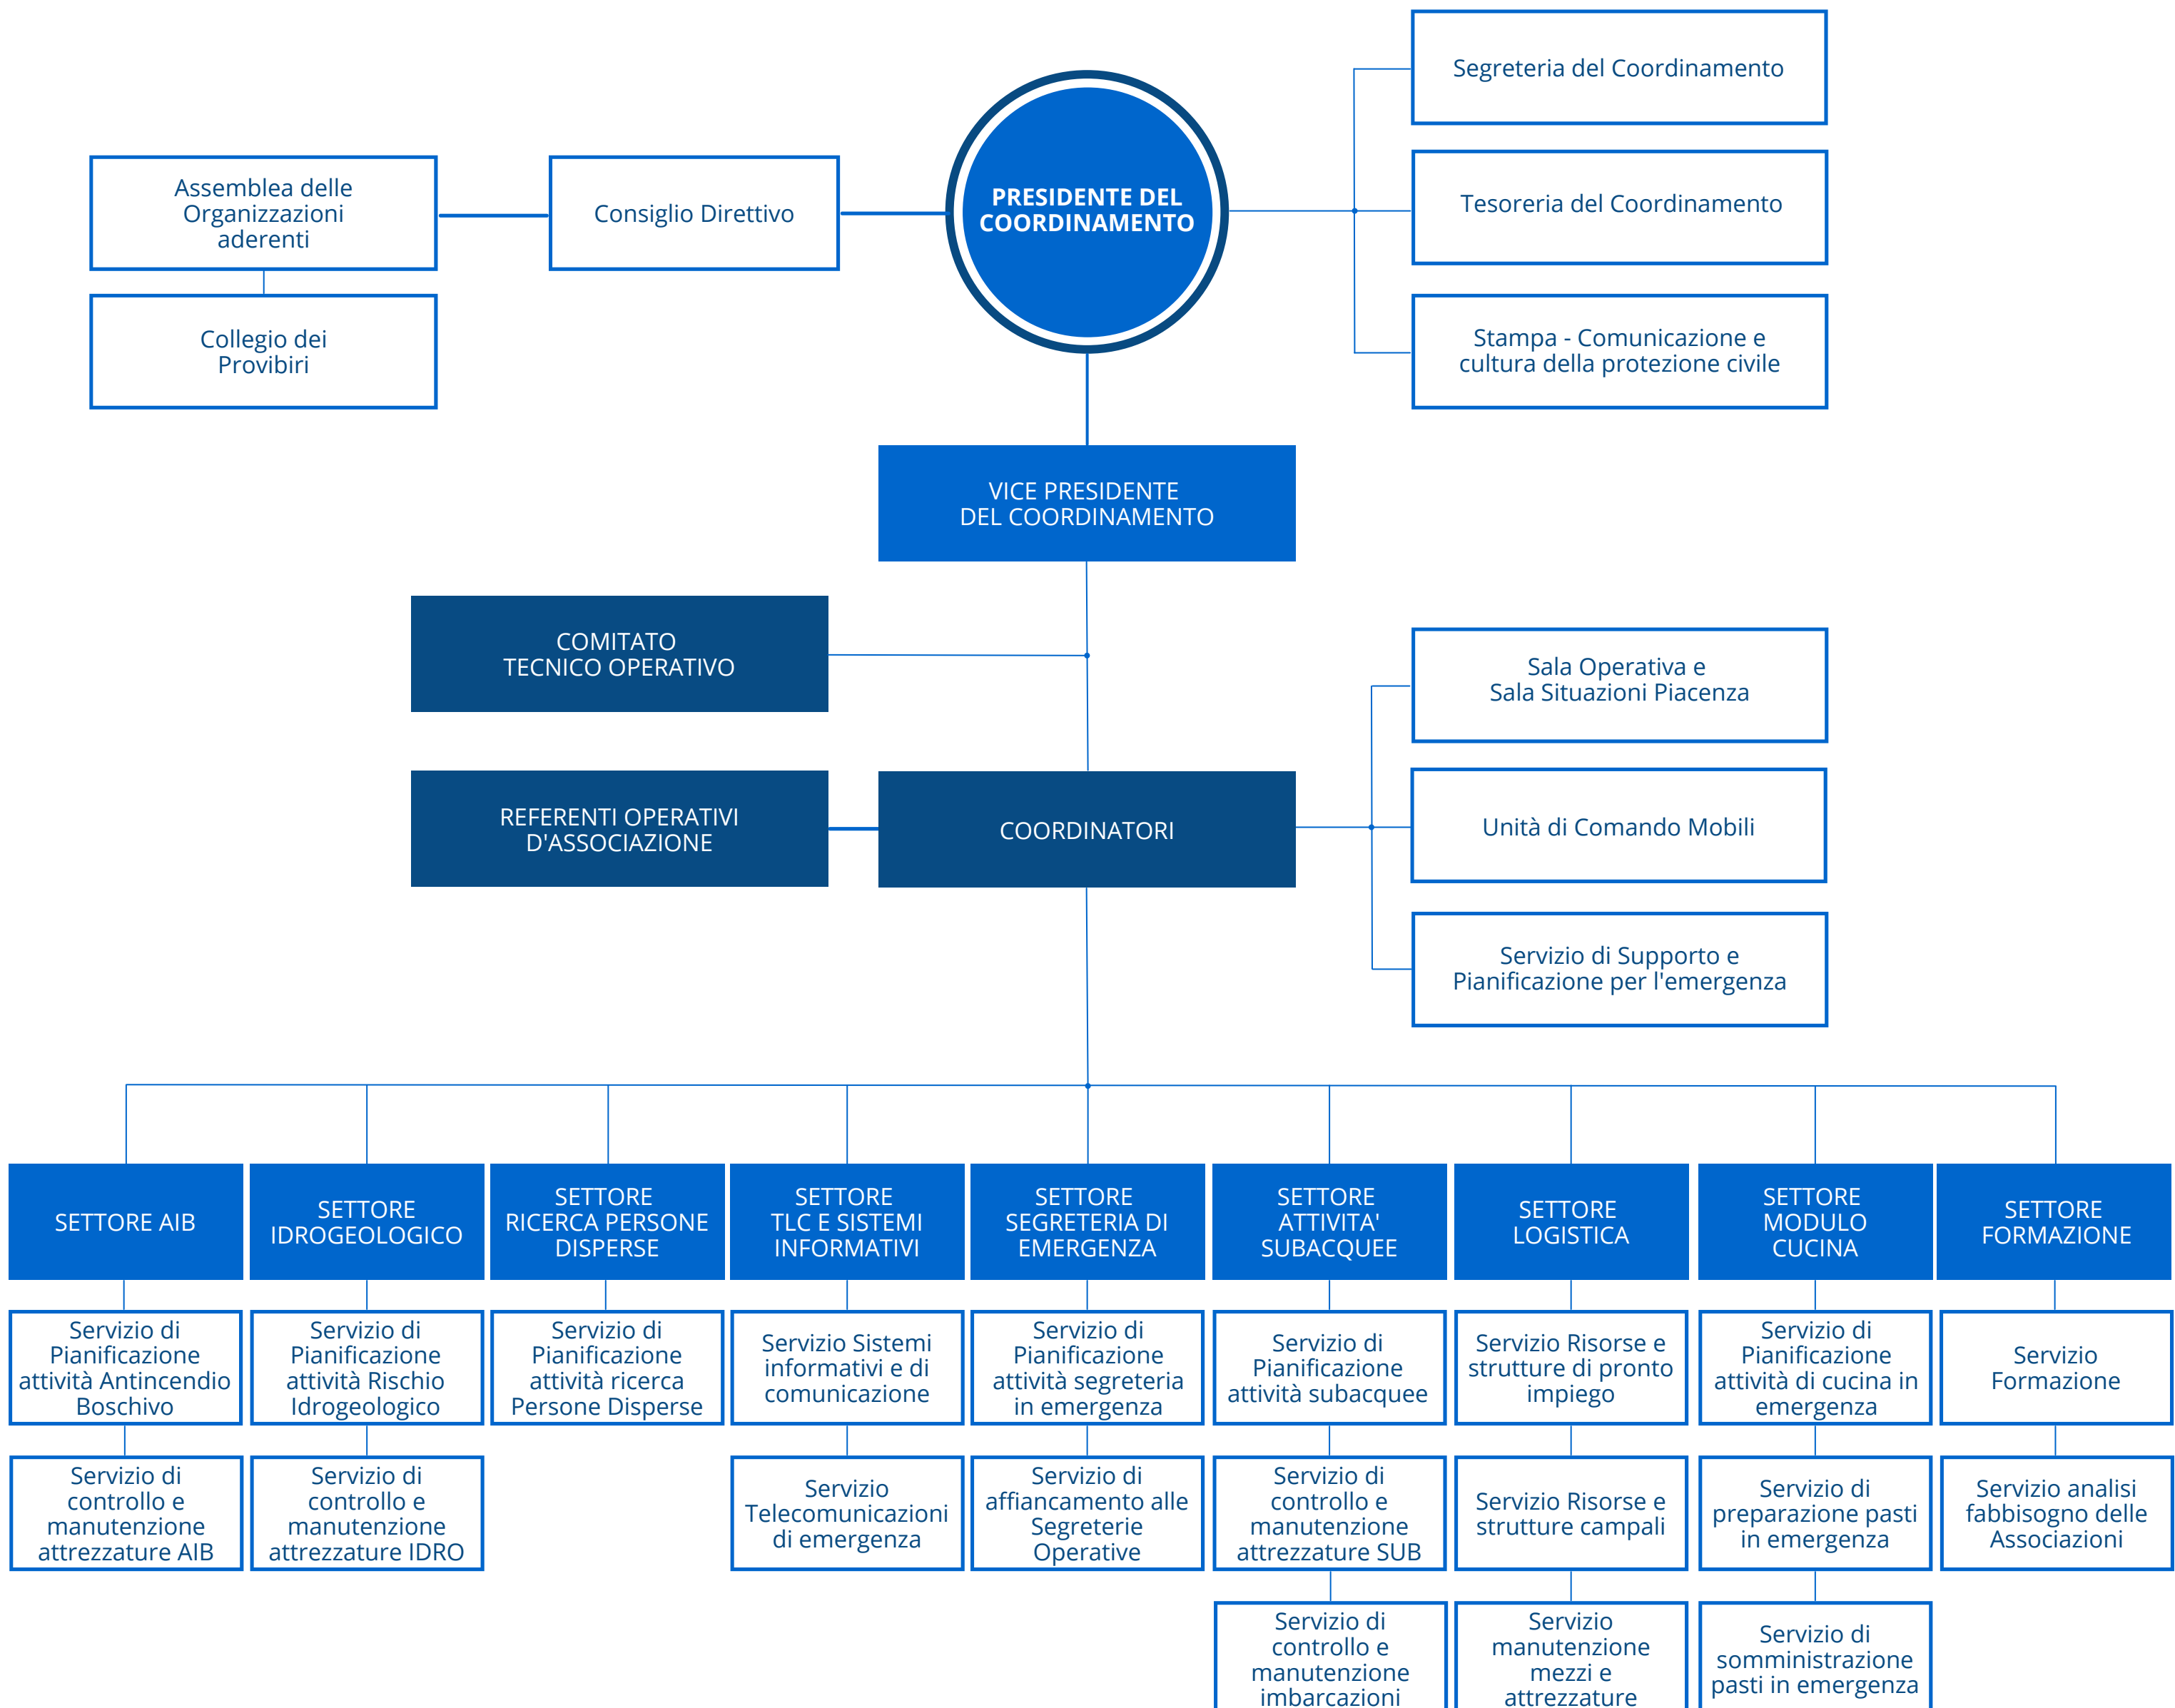 Segreteria del Coordinamento
Assemblea delle
Organizzazioni
aderenti
Consiglio Direttivo
PRESIDENTE DEL
COORDINAMENTO
Tesoreria del Coordinamento
Collegio dei
Provibiri
Stampa - Comunicazione e
cultura della protezione civile
VICE PRESIDENTE
DEL COORDINAMENTO
COMITATO
TECNICO OPERATIVO
Sala Operativa e
Sala Situazioni Piacenza
REFERENTI OPERATIVI
D'ASSOCIAZIONE
COORDINATORI
Unità di Comando Mobili
Servizio di Supporto e
Pianificazione per l'emergenza
SETTORE AIB
SETTORE
IDROGEOLOGICO
SETTORE
RICERCA PERSONE
DISPERSE
SETTORE
TLC E SISTEMI
INFORMATIVI
SETTORE
SEGRETERIA DI
EMERGENZA
SETTORE
ATTIVITA'
SUBACQUEE
SETTORE
LOGISTICA
SETTORE
MODULO
CUCINA
SETTORE
FORMAZIONE
Servizio di
Pianificazione
attività Antincendio
Boschivo
Servizio di
Pianificazione
attività Rischio
Idrogeologico
Servizio di
Pianificazione
attività ricerca
Persone Disperse
Servizio Sistemi
informativi e di
comunicazione
Servizio di
Pianificazione
attività segreteria
in emergenza
Servizio di
Pianificazione
attività subacquee
Servizio Risorse e
strutture di pronto
impiego
Servizio di
Pianificazione
attività di cucina in
emergenza
Servizio
Formazione
Servizio di
controllo e
manutenzione
attrezzature AIB
Servizio di
controllo e
manutenzione
attrezzature IDRO
Servizio
Telecomunicazioni
di emergenza
Servizio di
affiancamento alle
Segreterie
Operative
Servizio di
controllo e
manutenzione
attrezzature SUB
Servizio Risorse e
strutture campali
Servizio di
preparazione pasti
in emergenza
Servizio analisi
fabbisogno delle
Associazioni
Servizio di
controllo e
manutenzione
imbarcazioni
Servizio
manutenzione
mezzi e
attrezzature
Servizio di
somministrazione
pasti in emergenza